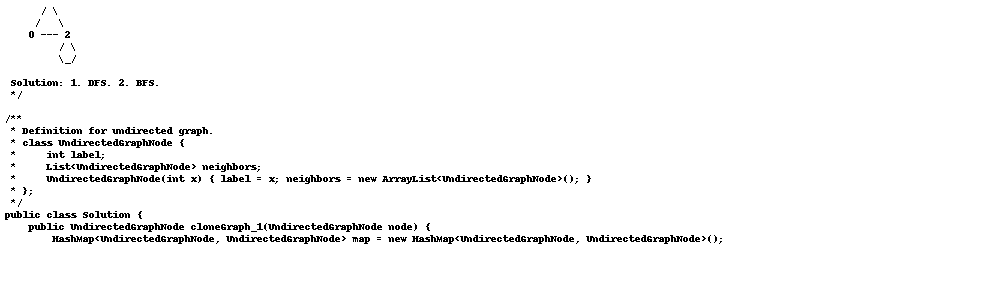 / \
     /   \
    0 --- 2
         / \
         \_/

 Solution: 1. DFS. 2. BFS.
 */

/**
 * Definition for undirected graph.
 * class UndirectedGraphNode {
 *     int label;
 *     List<UndirectedGraphNode> neighbors;
 *     UndirectedGraphNode(int x) { label = x; neighbors = new ArrayList<UndirectedGraphNode>(); }
 * };
 */
public class Solution {
    public UndirectedGraphNode cloneGraph_1(UndirectedGraphNode node) {
        HashMap<UndirectedGraphNode, UndirectedGraphNode> map = new HashMap<UndirectedGraphNode, UndirectedGraphNode>();